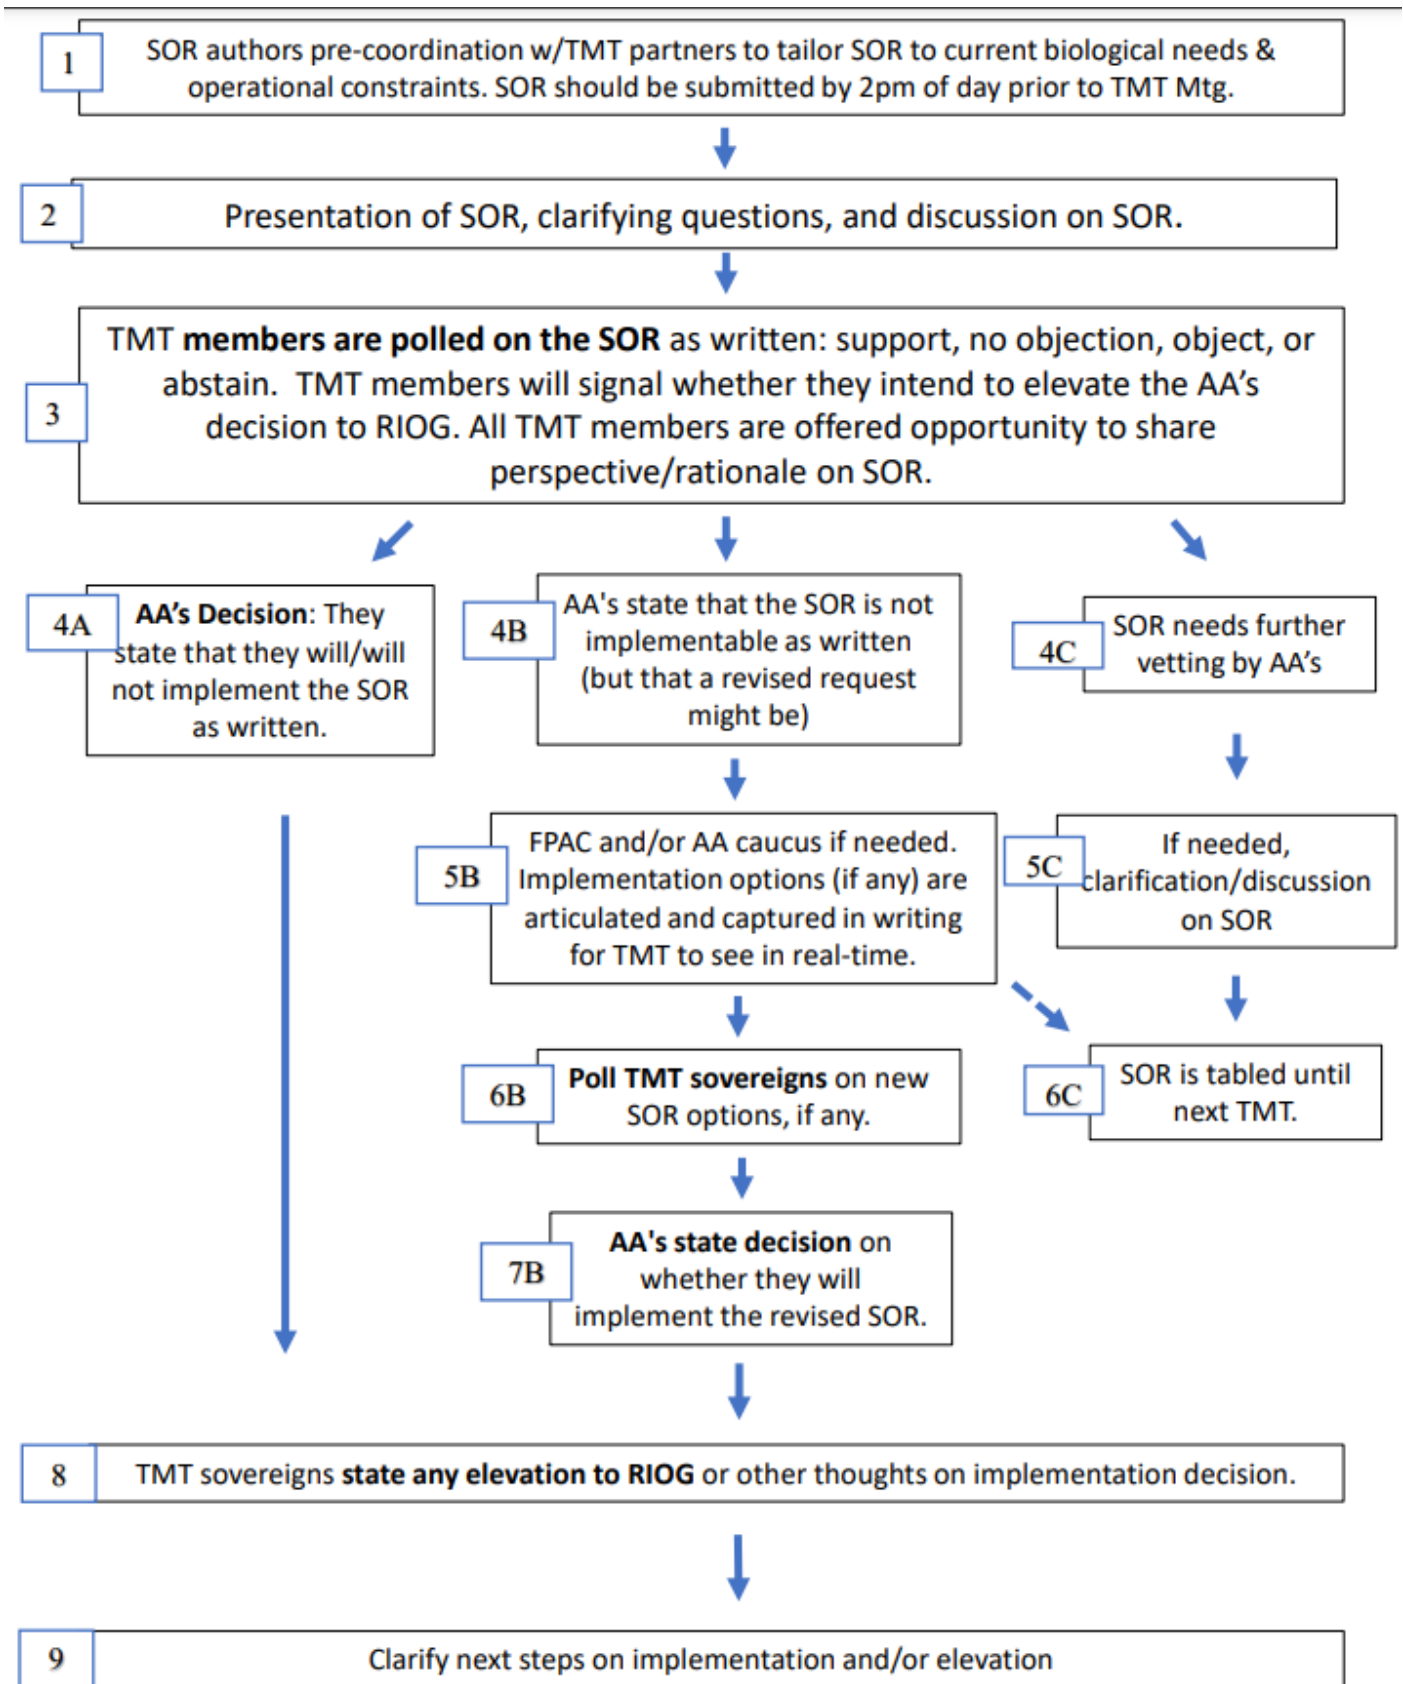 1
SOR authors pre-coordination w/TMT partners to tailor SOR to current biological needs &
operational constraints. SOR should be submitted by 2pm of day prior to TMT Mtg.
2
Presentation of SOR, clarifying questions, and discussion on SOR.
3
TMT members are polled on the SOR as written: support, no objection, object, or
abstain. TMT members will signal whether they intend to elevate the AA’s
decision to RIOG. All TMT members are offered opportunity to share
perspective/rationale on SOR.
4A
AA’s Decision: They
state that they will/will
not implement the SOR
as written.
4B
AA's state that the SOR is not
implementable as written
(but that a revised request
might be)
4C
SOR needs further
vetting by AA’s
5B
FPAC and/or AA caucus if needed.
Implementation options (if any) are
articulated and captured in writing
for TMT to see in real-time.
5C
If needed,
clarification/discussion
on SOR
6B
Poll TMT sovereigns on new
SOR options, if any.
6C
SOR is tabled until
next TMT.
7B
AA's state decision on
whether they will
implement the revised SOR.
8
TMT sovereigns state any elevation to RIOG or other thoughts on implementation decision.
9
Clarify next steps on implementation and/or elevation